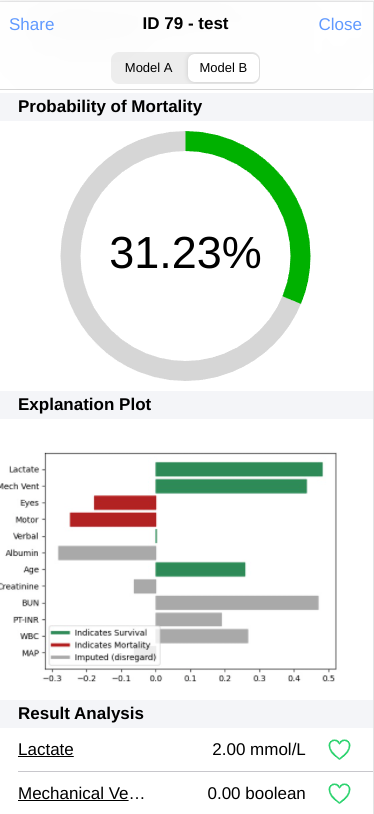 Share ID 79 - test Close
Model A Model B
Probability of Mortality
31.23%
Explanation Plot
Lactate
Mech Vent
Eyes
Motor
Verbal
Albumin
Age
Creatinine
BUN
PT-INR
WBC
MAP
Indicates Survival
Indicates Mortality
Imputed (disregard)
−0.3 −0.2 −0.1 0.0 0.1 0.2 0.3 0.4 0.5
Result Analysis
Lactate 2.00 mmol/L
Mechanical Ve... 0.00 boolean